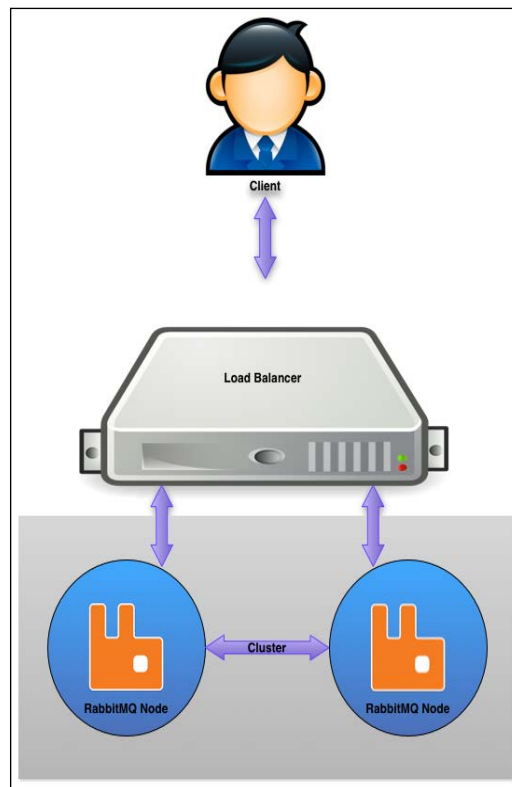 Client
Load Balancer
Cluster
RabbitMQ Node
RabbitMQ Node